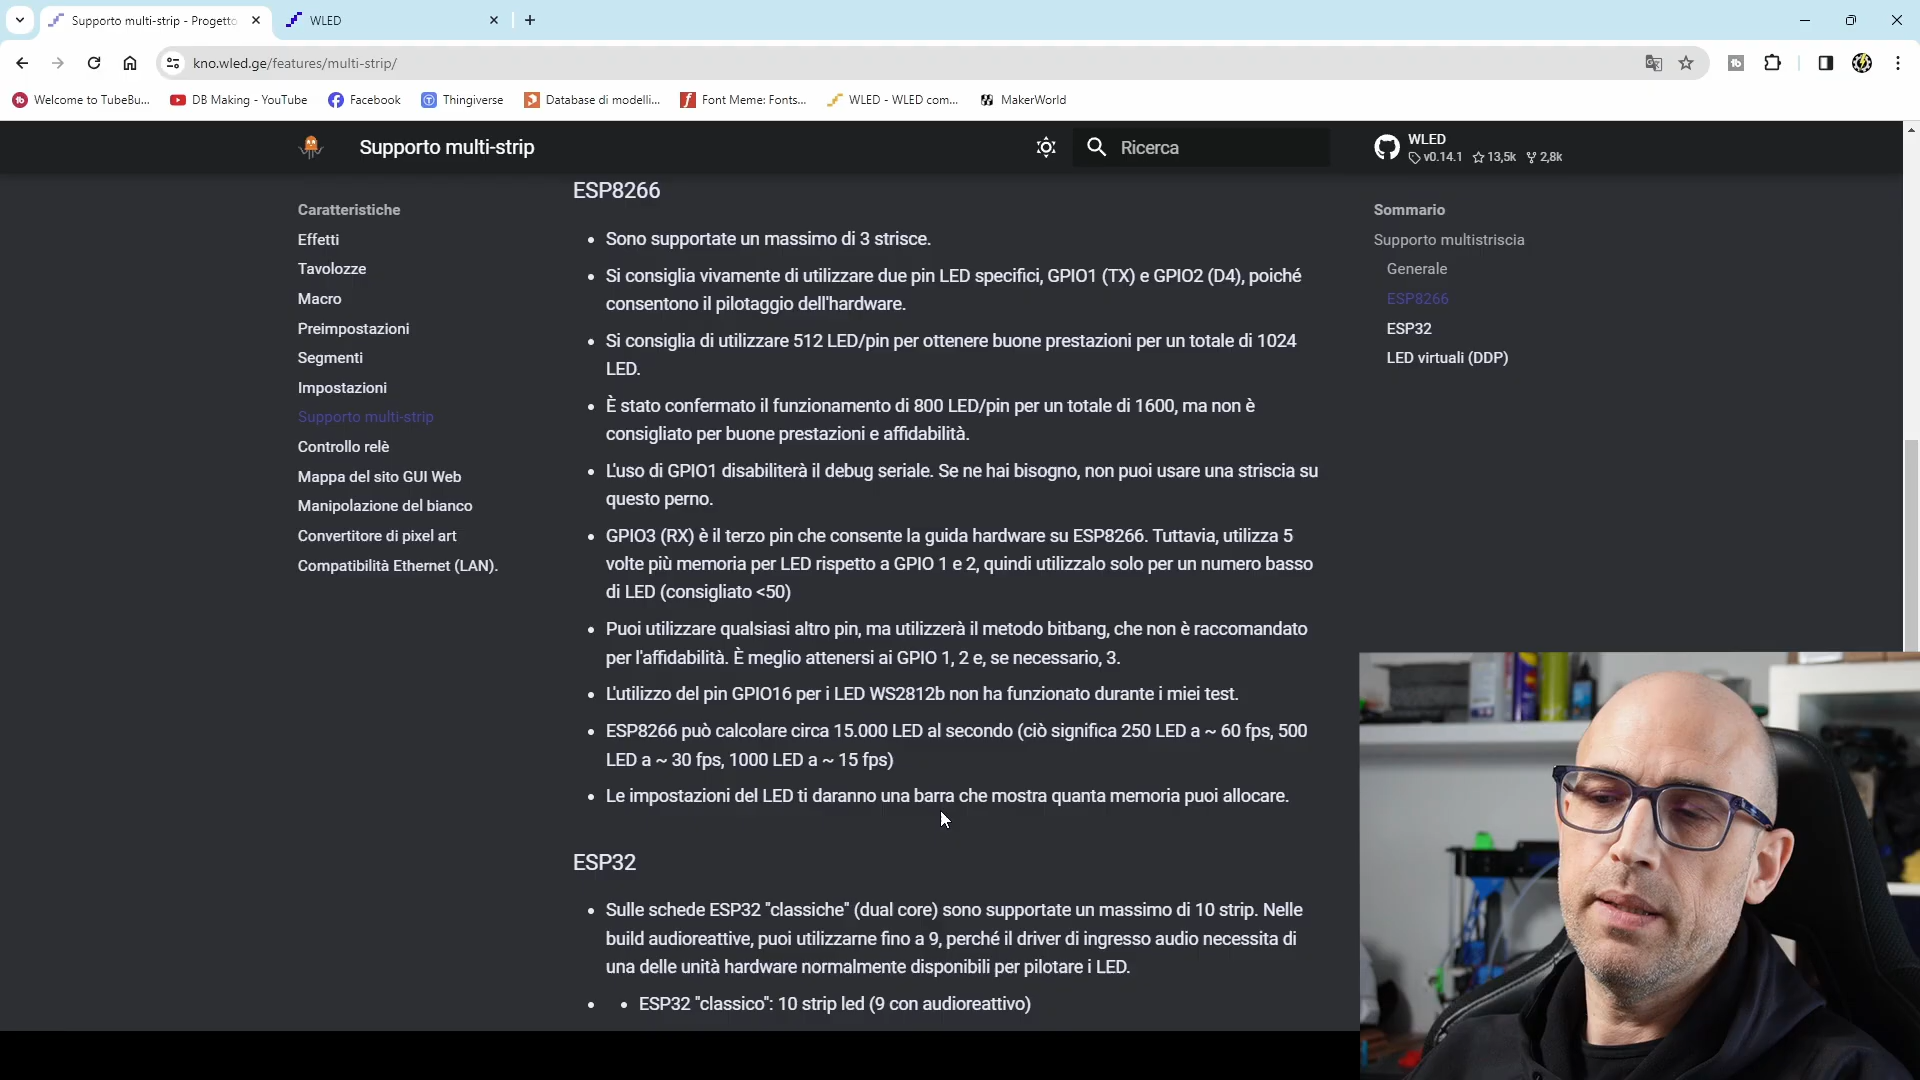 Supporto multi-strip - Progetto
WLED
kno.wled.ge/features/multi-strip/
Welcome to TubeBu...
DB Making - YouTube
Facebook
Thingiverse
Database di modelli...
Font Meme: Fonts...
WLED - WLED com...
MakerWorld
Supporto multi-strip
Ricerca
WLED
v0.14.1 13,5k 2,8k
Caratteristiche
Effetti
Tavolozze
Macro
Preimpostazioni
Segmenti
Impostazioni
Supporto multi-strip
Controllo relè
Mappa del sito GUI Web
Manipolazione del bianco
Convertitore di pixel art
Compatibilità Ethernet (LAN).
ESP8266
Sono supportate un massimo di 3 strisce.
Si consiglia vivamente di utilizzare due pin LED specifici, GPIO1 (TX) e GPIO2 (D4), poiché
consentono il pilotaggio dell'hardware.
Si consiglia di utilizzare 512 LED/pin per ottenere buone prestazioni per un totale di 1024
LED.
È stato confermato il funzionamento di 800 LED/pin per un totale di 1600, ma non è
consigliato per buone prestazioni e affidabilità.
L'uso di GPIO1 disabiliterà il debug seriale. Se ne hai bisogno, non puoi usare una striscia su
questo perno.
GPIO3 (RX) è il terzo pin che consente la guida hardware su ESP8266. Tuttavia, utilizza 5
volte più memoria per LED rispetto a GPIO 1 e 2, quindi utilizzalo solo per un numero basso
di LED (consigliato <50)
Puoi utilizzare qualsiasi altro pin, ma utilizzerà il metodo bitbang, che non è raccomandato
per l'affidabilità. È meglio attenersi ai GPIO 1, 2 e, se necessario, 3.
L'utilizzo del pin GPIO16 per i LED WS2812b non ha funzionato durante i miei test.
ESP8266 può calcolare circa 15.000 LED al secondo (ciò significa 250 LED a ~ 60 fps, 500
LED a ~ 30 fps, 1000 LED a ~ 15 fps)
Le impostazioni del LED ti daranno una barra che mostra quanta memoria puoi allocare.
ESP32
Sulle schede ESP32 "classiche" (dual core) sono supportate un massimo di 10 strip. Nelle
build audioreattive, puoi utilizzarne fino a 9, perché il driver di ingresso audio necessita di
una delle unità hardware normalmente disponibili per pilotare i LED.
ESP32 "classico": 10 strip led (9 con audioreattivo)
Sommario
Supporto multistriscia
Generale
ESP8266
ESP32
LED virtuali (DDP)